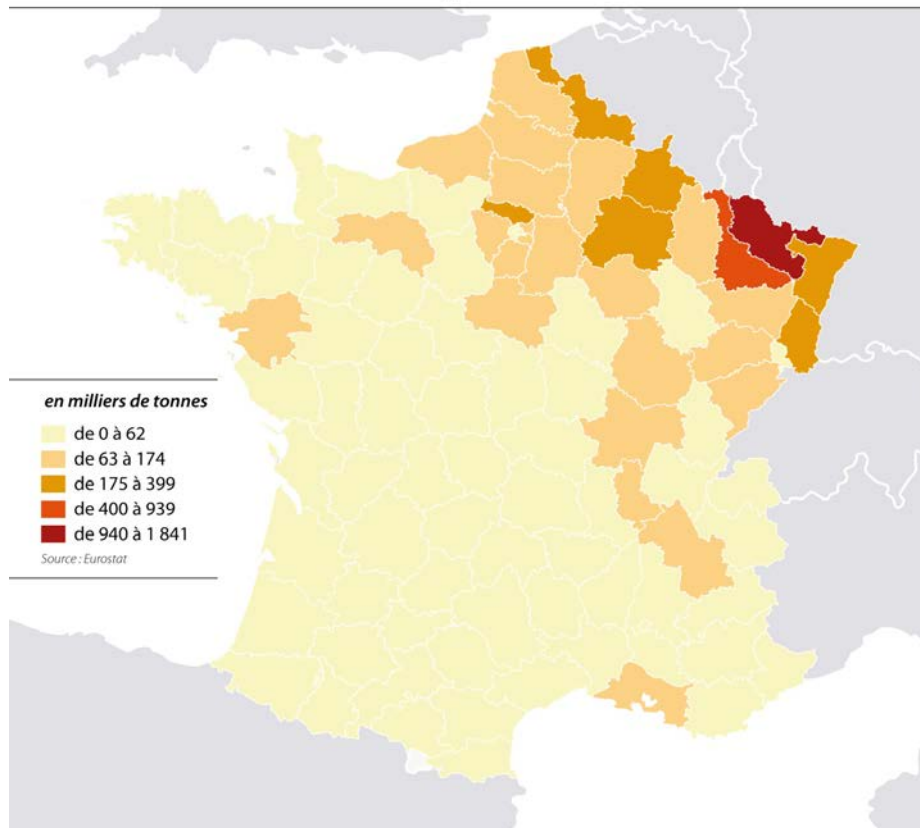 en milliers de tonnes
de 0 à 62
de 63 à 174
de 175 à 399
de 400 à 939
de 940 à 1 841
Source : Eurostat